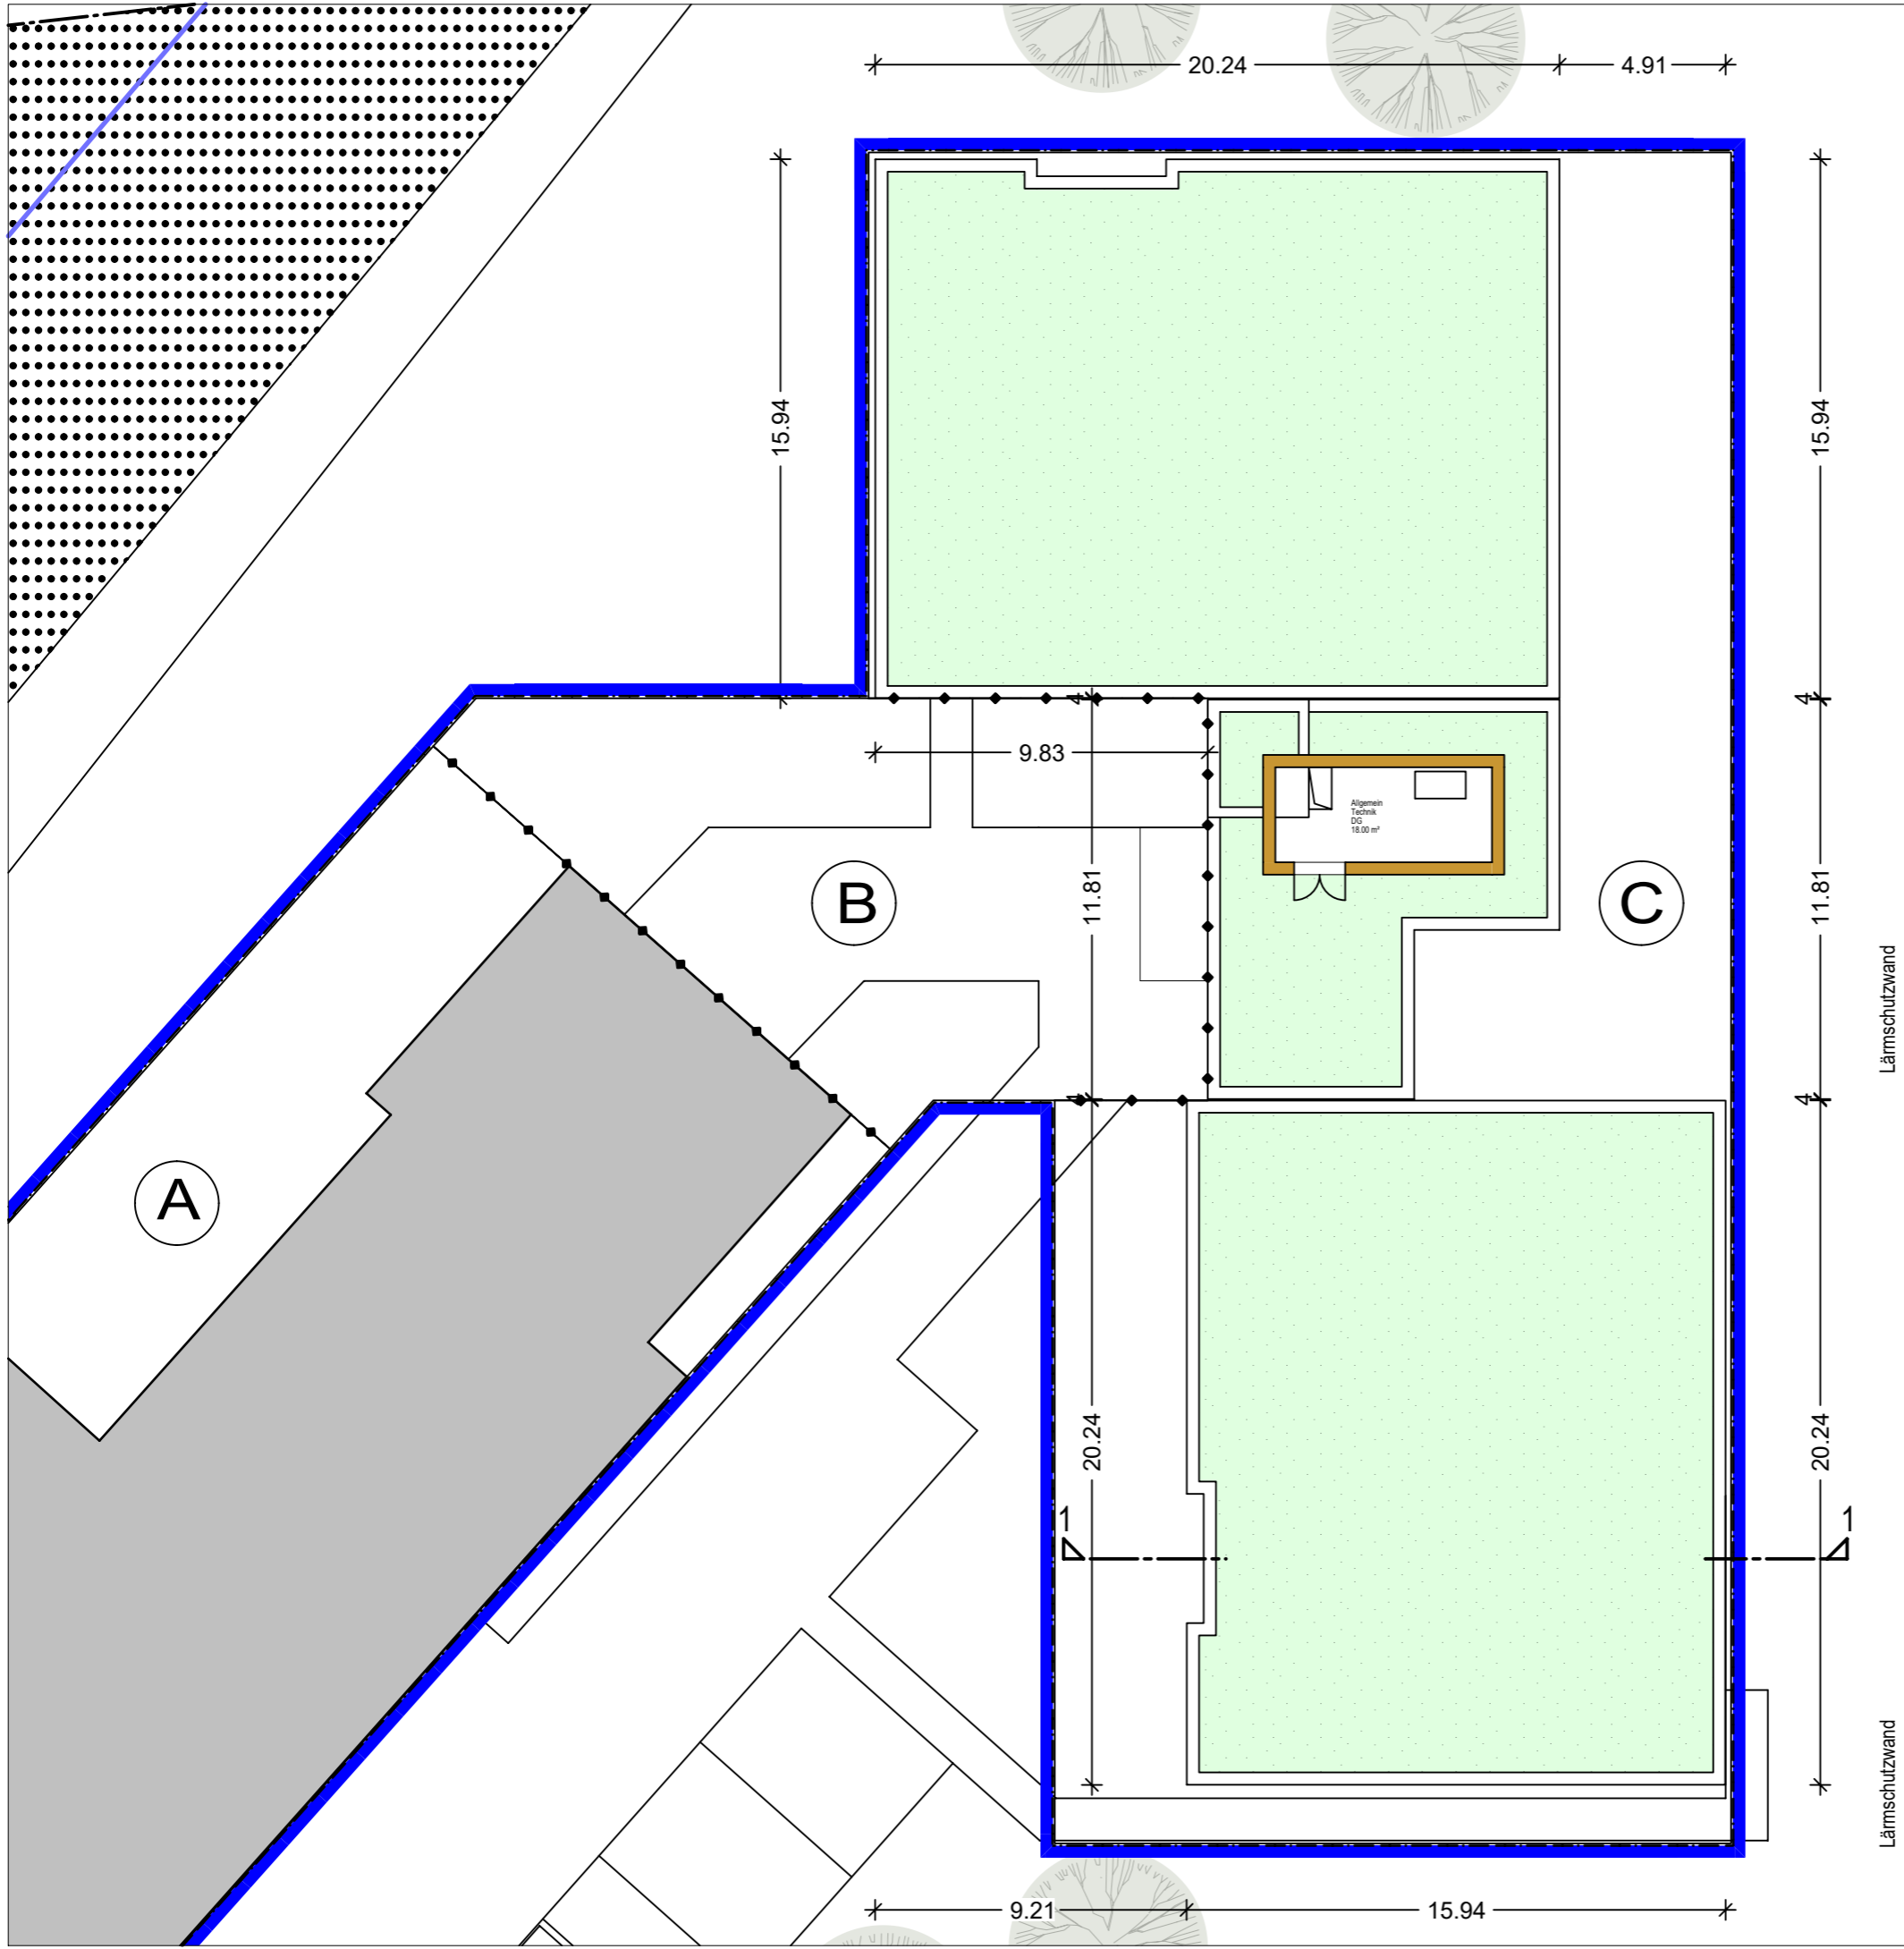 20.24
4.91
15.94
15.94
4
4
9.83
Allgemein
Technik
DG
18.00 m²
B
11.81
C
11.81
Lärmschutzwand
4
4
A
20.24
20.24
1
1
Lärmschutzwand
9.21
15.94